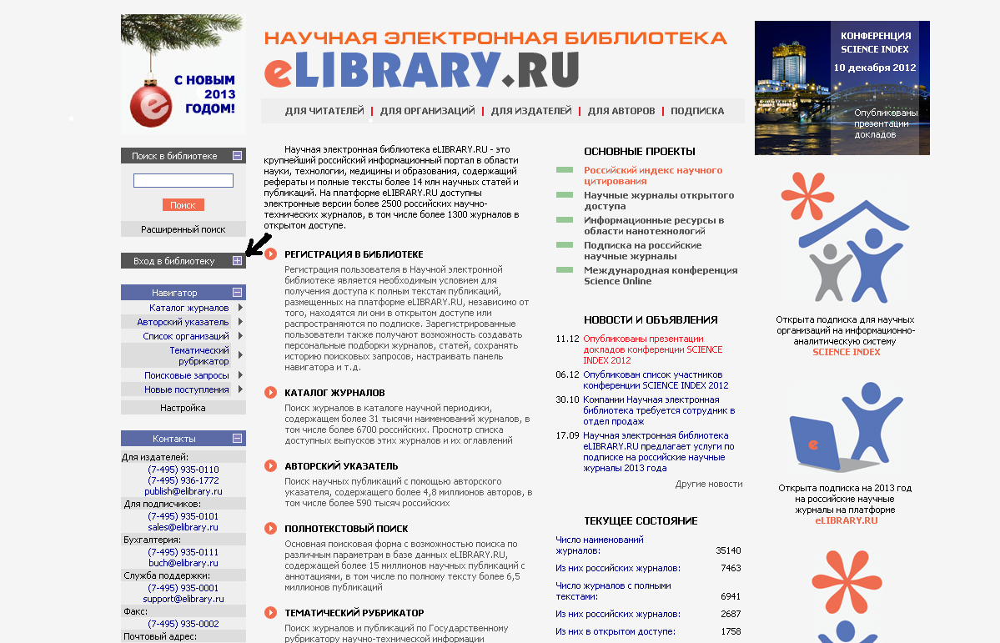 С НОВЫМ
2013
ГОДОМ!
НАУЧНАЯ ЭЛЕКТРОННАЯ БИБЛИОТЕКА
eLIBRARY.RU
ДЛЯ ЧИТАТЕЛЕЙ | ДЛЯ ОРГАНИЗАЦИЙ | ДЛЯ ИЗДАТЕЛЕЙ | ДЛЯ АВТОРОВ | ПОДПИСКА
КОНФЕРЕНЦИЯ
SCIENCE INDEX
10 декабря 2012
Опубликованы
презентации
докладов
Поиск в библиотеке
Поиск
Расширенный поиск
Вход в библиотеку
Навигатор
Каталог журналов
Авторский указатель
Список организаций
Тематический
рубрикатор
Поисковые запросы
Новые поступления
Настройка
Контакты
Для издателей:
(7-495) 935-0110
(7-495) 936-1772
publish@elibrary.ru
Для подписчиков:
(7-495) 935-0101
sales@elibrary.ru
Бухгалтерия:
(7-495) 935-0111
buch@elibrary.ru
Служба поддержки:
(7-495) 935-0001
support@elibrary.ru
Факс:
(7-495) 935-0002
Почтовый адрес:
Научная электронная библиотека eLIBRARY.RU - это
крупнейший российский информационный портал в области
науки, технологии, медицины и образования, содержащий
рефераты и полные тексты более 14 млн научных статей и
публикаций. На платформе eLIBRARY.RU доступны
электронные версии более 2500 российских научно-
технических журналов, в том числе более 1300 журналов в
открытом доступе.
РЕГИСТРАЦИЯ В БИБЛИОТЕКЕ
Регистрация пользователя в Научной электронной
библиотеке является необходимым условием для
получения доступа к полным текстам публикаций,
размещенных на платформе eLIBRARY.RU, независимо от
того, находятся ли они в открытом доступе или
распространяются по подписке. Зарегистрированные
пользователи также получают возможность создавать
персональные подборки журналов, статей, сохранять
историю поисковых запросов, настраивать панель
навигатора и т.д.
КАТАЛОГ ЖУРНАЛОВ
Поиск журналов в каталоге научной периодики,
содержащем более 31 тысячи наименований журналов, в
том числе более 6700 российских. Просмотр списка
доступных выпусков этих журналов и их оглавлений
АВТОРСКИЙ УКАЗАТЕЛЬ
Поиск научных публикаций с помощью авторского
указателя, содержащего более 4,8 миллионов авторов, в
том числе более 590 тысяч российских
ПОЛНОТЕКСТОВЫЙ ПОИСК
Основная поисковая форма с возможностью поиска по
различным параметрам в базе данных eLIBRARY.RU,
содержащей более 15 миллионов научных публикаций с
аннотациями, в том числе по полному тексту более 6,5
миллионов публикаций
ТЕМАТИЧЕСКИЙ РУБРИКАТОР
Поиск журналов и публикаций по Государственному
рубрикатору научно-технической информации
ОСНОВНЫЕ ПРОЕКТЫ
Российский индекс научного
цитирования
Научные журналы открытого
доступа
Информационные ресурсы в
области нанотехнологий
Подписка на российские
научные журналы
Международная конференция
Science Online
НОВОСТИ И ОБЪЯВЛЕНИЯ
11.12 Опубликованы презентации
докладов конференции SCIENCE
INDEX 2012
06.12 Опубликован список участников
конференции SCIENCE INDEX 2012
30.10 Компании Научная электронная
библиотека требуется сотрудник в
отдел продаж
17.09 Научная электронная библиотека
eLIBRARY.RU предлагает услуги по
подписке на российские научные
журналы 2013 года
Другие новости
ТЕКУЩЕЕ СОСТОЯНИЕ
Число наименований
журналов: 35140
Из них российских журналов: 7463
Число журналов с полными
текстами: 6941
Из них российских журналов: 2687
Из них в открытом доступе: 1758
Открыта подписка для научных
организаций на информационно-
аналитическую систему
SCIENCE INDEX
Открыта подписка на 2013 год
на российские научные
журналы на платформе
eLIBRARY.RU